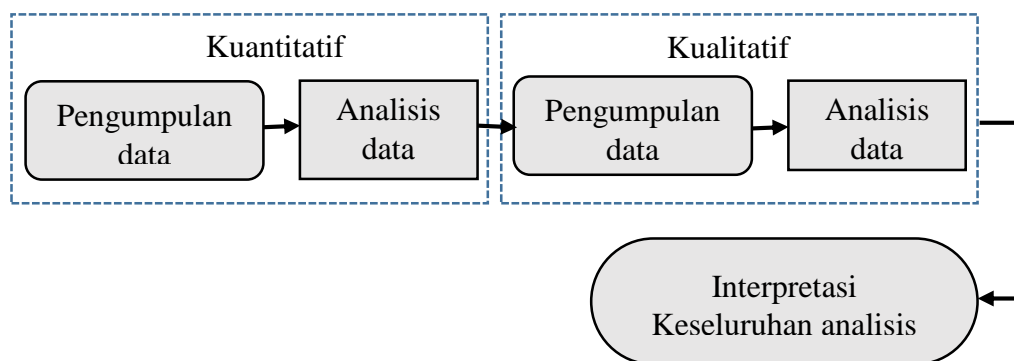 Kuantitatif
Pengumpulan
data
Analisis
data
Kualitatif
Pengumpulan
data
Analisis
data
Interpretasi
Keseluruhan analisis